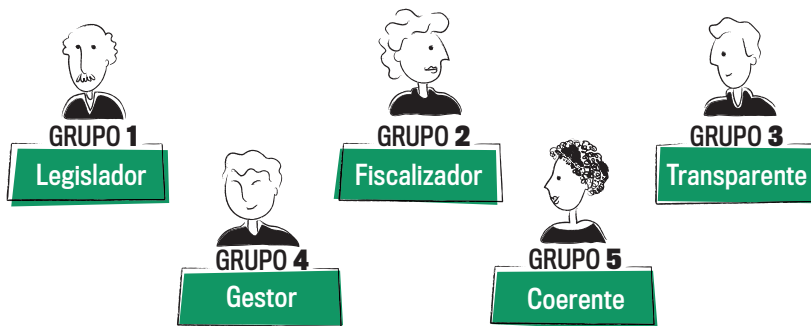 GRUPO 1
Legislador
GRUPO 2
Fiscalizador
GRUPO 3
Transparente
GRUPO 4
Gestor
GRUPO 5
Coerente